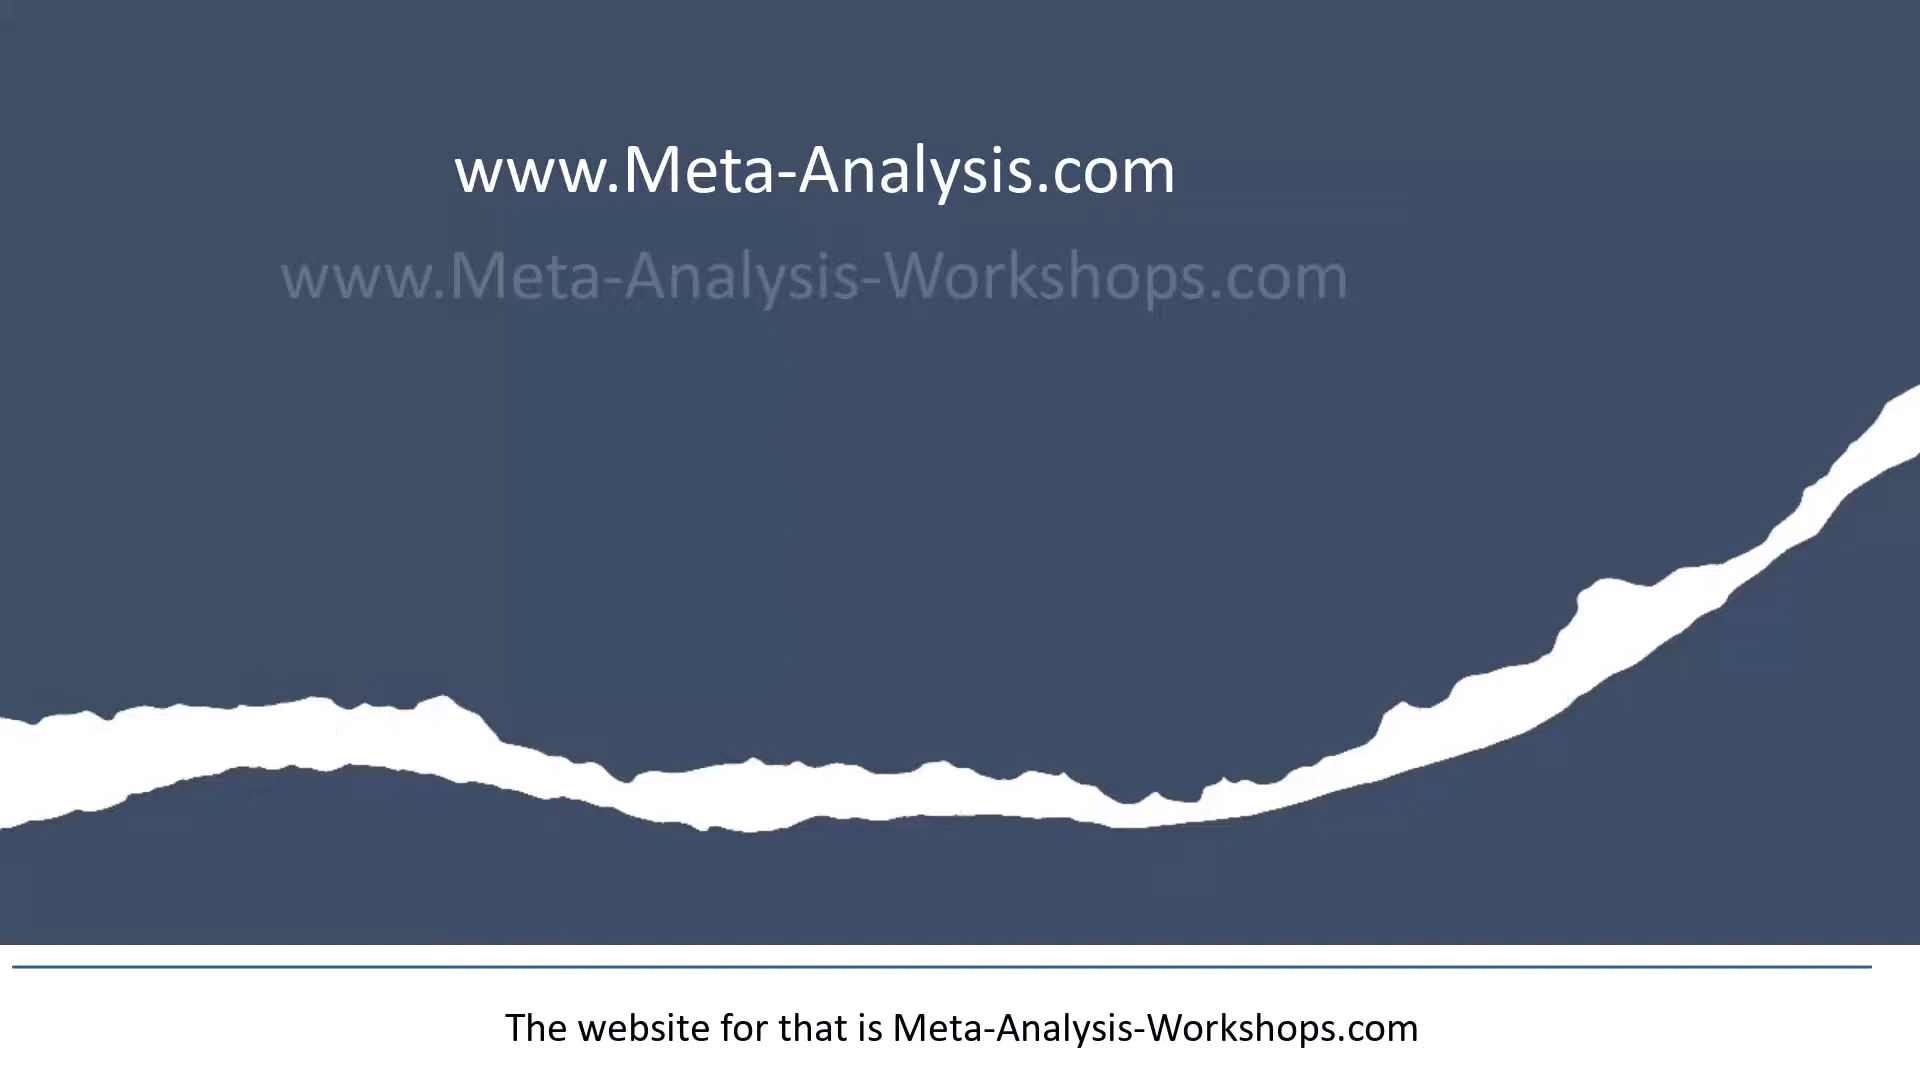 www.Meta-Analysis.com
www.Meta-Analysis-Workshops.com
The website for that is Meta-Analysis-Workshops.com